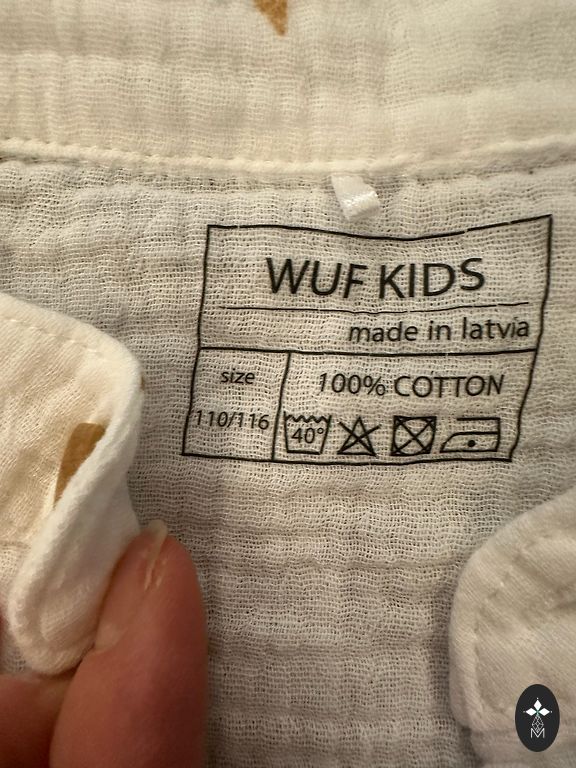 WUF KIDS
made in latvia
size
110/116
100% COTTON
40°
M